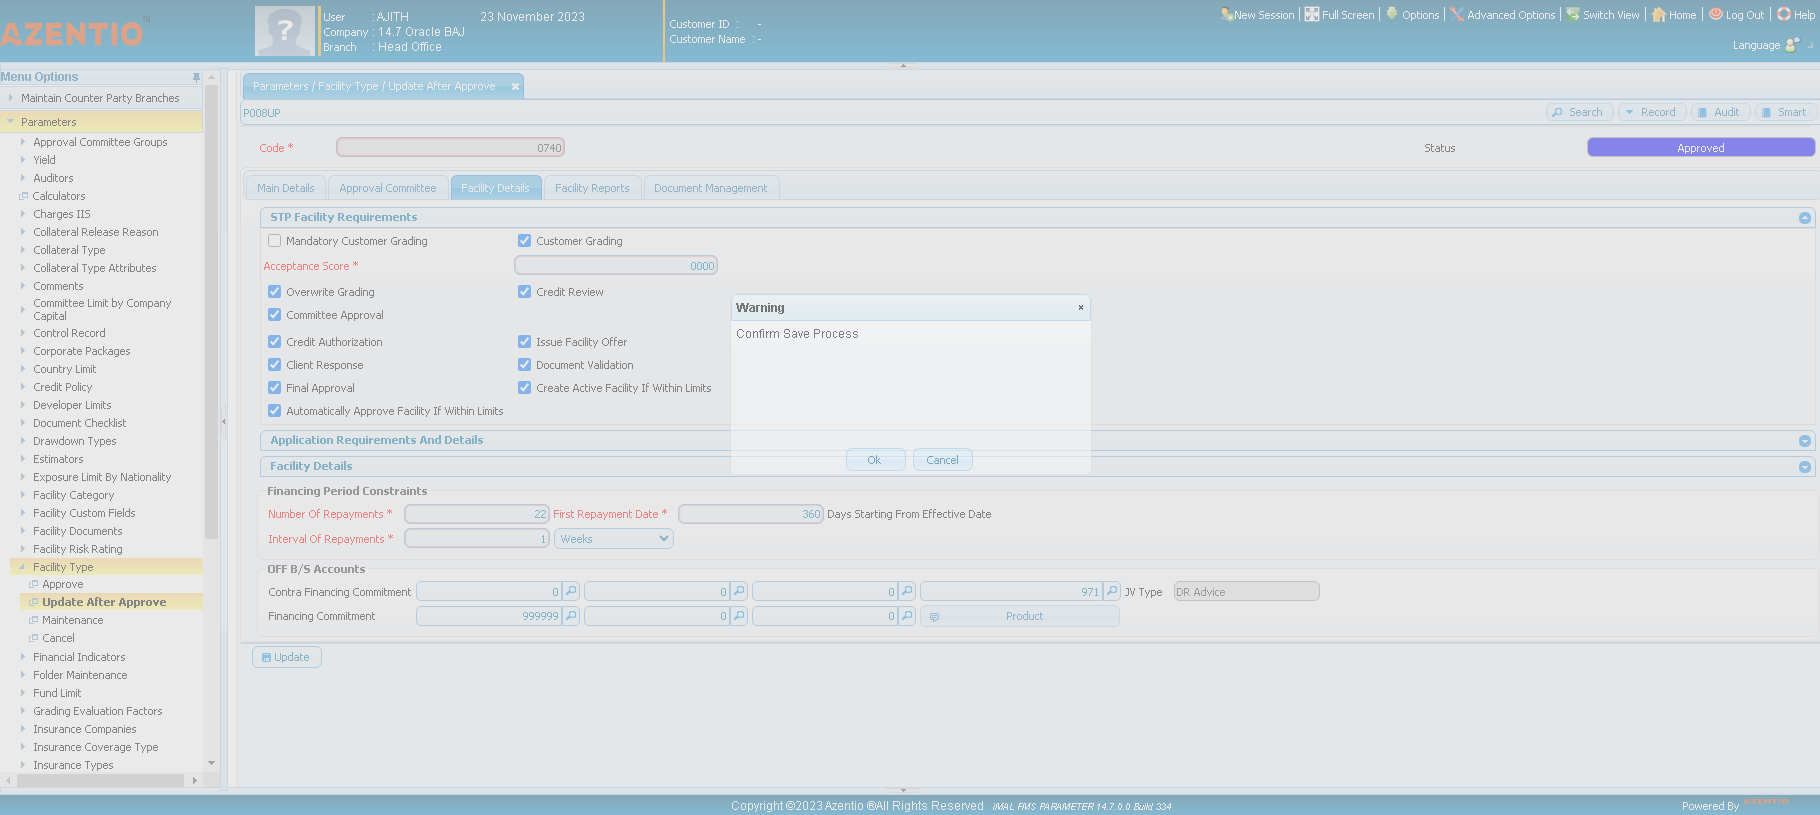 AZENTIO™
User : AJITH 23 November 2023
Company : 14.7 Oracle BAJ
Branch : Head Office
Customer ID : -
Customer Name : -
New Session Full Screen Options Advanced Options Switch View Home Log Out Help
Language
Menu Options
Maintain Counter Party Branches
Parameters
Approval Committee Groups
Yield
Auditors
Calculators
Charges IIS
Collateral Release Reason
Collateral Type
Collateral Type Attributes
Comments
Committee Limit by Company
Capital
Control Record
Corporate Packages
Country Limit
Credit Policy
Developer Limits
Document Checklist
Drawdown Types
Estimators
Exposure Limit By Nationality
Facility Category
Facility Custom Fields
Facility Documents
Facility Risk Rating
Facility Type
Approve
Update After Approve
Maintenance
Cancel
Financial Indicators
Folder Maintenance
Fund Limit
Grading Evaluation Factors
Insurance Companies
Insurance Coverage Type
Insurance Types
Parameters / Facility Type / Update After Approve
P008UP
Search Record Audit Smart
Code * 0740 Status Approved
Main Details Approval Committee Facility Details Facility Reports Document Management
STP Facility Requirements
Mandatory Customer Grading Customer Grading
Acceptance Score * 0000
Overwrite Grading Credit Review
Committee Approval
Credit Authorization Issue Facility Offer
Client Response Document Validation
Final Approval Create Active Facility If Within Limits
Automatically Approve Facility If Within Limits
Warning ×
Confirm Save Process
Ok Cancel
Application Requirements And Details
Facility Details
Financing Period Constraints
Number Of Repayments * 22 First Repayment Date * 360 Days Starting From Effective Date
Interval Of Repayments * 1 Weeks
OFF B/S Accounts
Contra Financing Commitment 0 0 0 971 JV Type DR Advice
Financing Commitment 999999 0 0 Product
Update
Copyright ©2023 Azentio ®All Rights Reserved iMAL RMS PARAMETER 14.7.0.0 Build 334
Powered By AZENTIO